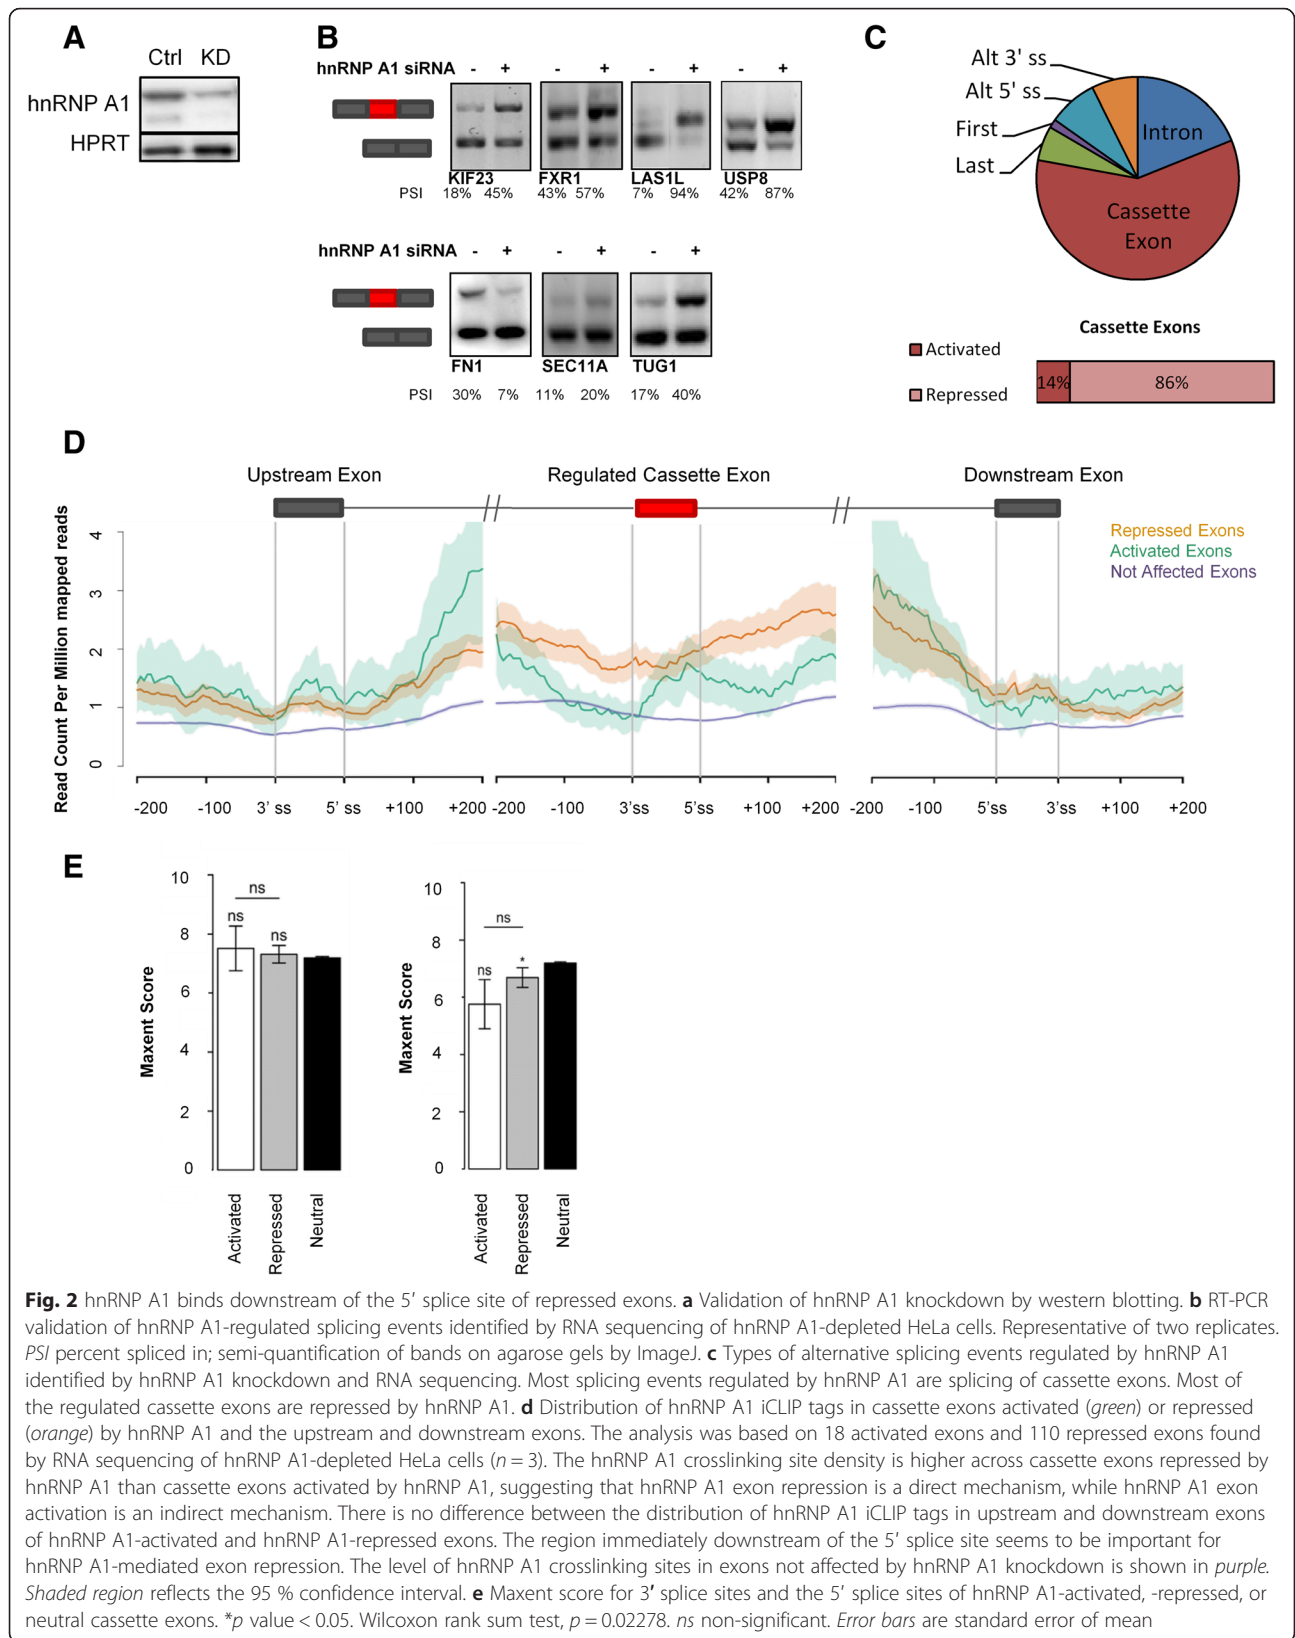 A
Ctrl KD
hnRNP A1
HPRT
B
hnRNP A1 siRNA - + - + - + - +
KIF23 FXR1 LAS1L USP8
PSI 18% 45% 43% 57% 7% 94% 42% 87%
hnRNP A1 siRNA - + - + - +
FN1 SEC11A TUG1
PSI 30% 7% 11% 20% 17% 40%
C
Alt 3' ss
Alt 5' ss
First
Last
Intron
Cassette
Exon
Cassette Exons
Activated
Repressed
14% 86%
D
Upstream Exon Regulated Cassette Exon Downstream Exon
Repressed Exons
Activated Exons
Not Affected Exons
Read Count Per Million mapped reads
4
3
2
1
0
-200 -100 3' ss 5' ss +100 +200 -200 -100 3'ss 5'ss +100 +200 -200 -100 5'ss 3'ss +100 +200
E
Maxent Score
10
8
6
4
2
0
ns
ns
ns
Activated
Repressed
Neutral
Maxent Score
10
8
6
4
2
0
ns
ns
*
Activated
Repressed
Neutral
Fig. 2 hnRNP A1 binds downstream of the 5′ splice site of repressed exons. a Validation of hnRNP A1 knockdown by western blotting. b RT-PCR
validation of hnRNP A1-regulated splicing events identified by RNA sequencing of hnRNP A1-depleted HeLa cells. Representative of two replicates.
PSI percent spliced in; semi-quantification of bands on agarose gels by ImageJ. c Types of alternative splicing events regulated by hnRNP A1
identified by hnRNP A1 knockdown and RNA sequencing. Most splicing events regulated by hnRNP A1 are splicing of cassette exons. Most of
the regulated cassette exons are repressed by hnRNP A1. d Distribution of hnRNP A1 iCLIP tags in cassette exons activated (green) or repressed
(orange) by hnRNP A1 and the upstream and downstream exons. The analysis was based on 18 activated exons and 110 repressed exons found
by RNA sequencing of hnRNP A1-depleted HeLa cells (n = 3). The hnRNP A1 crosslinking site density is higher across cassette exons repressed by
hnRNP A1 than cassette exons activated by hnRNP A1, suggesting that hnRNP A1 exon repression is a direct mechanism, while hnRNP A1 exon
activation is an indirect mechanism. There is no difference between the distribution of hnRNP A1 iCLIP tags in upstream and downstream exons
of hnRNP A1-activated and hnRNP A1-repressed exons. The region immediately downstream of the 5′ splice site seems to be important for
hnRNP A1-mediated exon repression. The level of hnRNP A1 crosslinking sites in exons not affected by hnRNP A1 knockdown is shown in purple.
Shaded region reflects the 95 % confidence interval. e Maxent score for 3′ splice sites and the 5′ splice sites of hnRNP A1-activated, -repressed, or
neutral cassette exons. *p value < 0.05. Wilcoxon rank sum test, p = 0.02278. ns non-significant. Error bars are standard error of mean